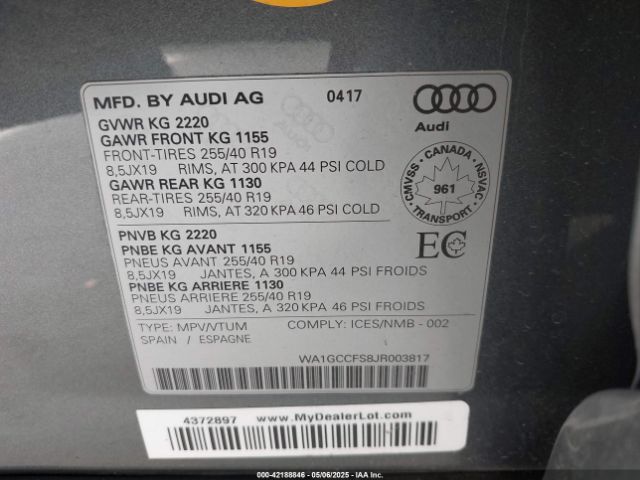 MFD. BY AUDI AG 0417
Audi
GVWR KG 2220
GAWR FRONT KG 1155
FRONT-TIRES 255/40 R19
8,5JX19 RIMS, AT 300 KPA 44 PSI COLD
GAWR REAR KG 1130
REAR-TIRES 255/40 R19
8,5JX19 RIMS, AT 320 KPA 46 PSI COLD
CANADA
CMVSS
NSVAC
961
TRANSPORT
PNVB KG 2220
PNBE KG AVANT 1155
PNEUS AVANT 255/40 R19
8,5JX19 JANTES, A 300 KPA 44 PSI FROIDS
PNBE KG ARRIERE 1130
PNEUS ARRIERE 255/40 R19
8,5JX19 JANTES, A 320 KPA 46 PSI FROIDS
EC
TYPE: MPV/VTUM COMPLY: ICES/NMB - 002
SPAIN / ESPAGNE
WA1GCCFS8JR003817
4372897 www.MyDealerLot.com
000-42188846 - 05/06/2025 - IAA Inc.